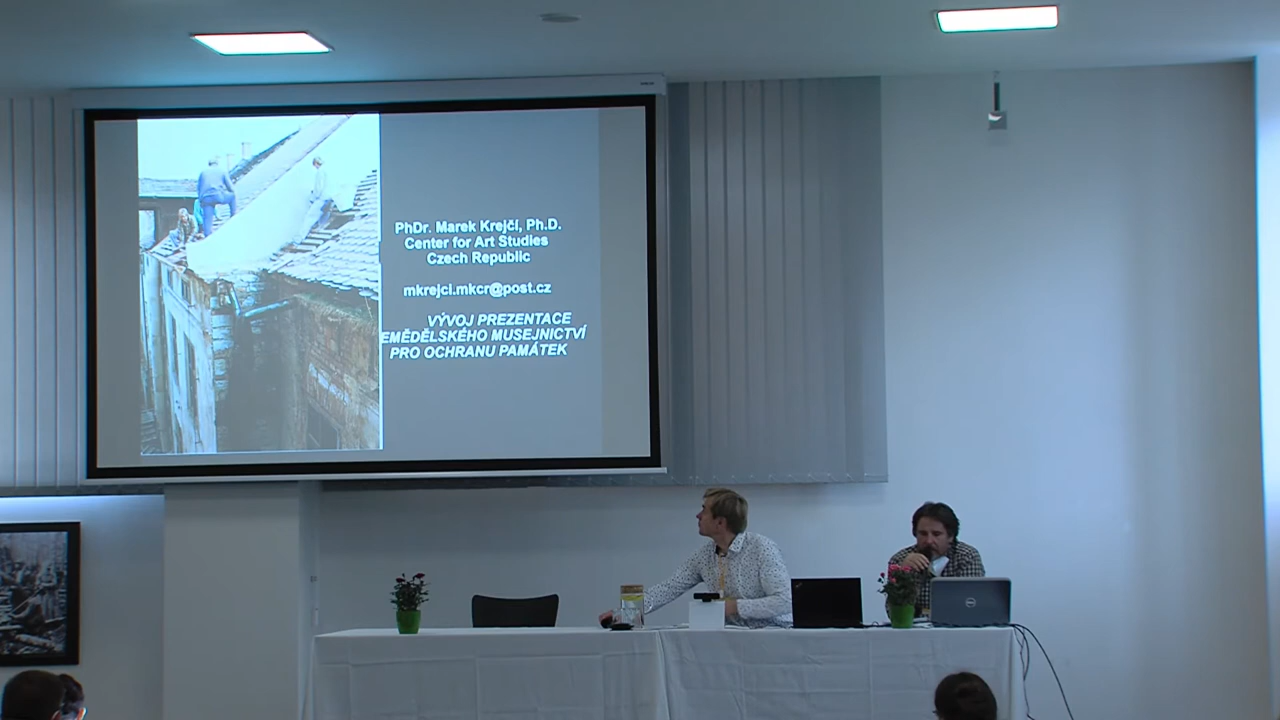 PhDr. Marek Krejčí, Ph.D.
Center for Art Studies
Czech Republic
mkrejci.mkcr@post.cz
VÝVOJ PREZENTACE
EMĚDĚLSKÉHO MUSEJNICTVÍ
PRO OCHRANU PAMÁTEK
DELL